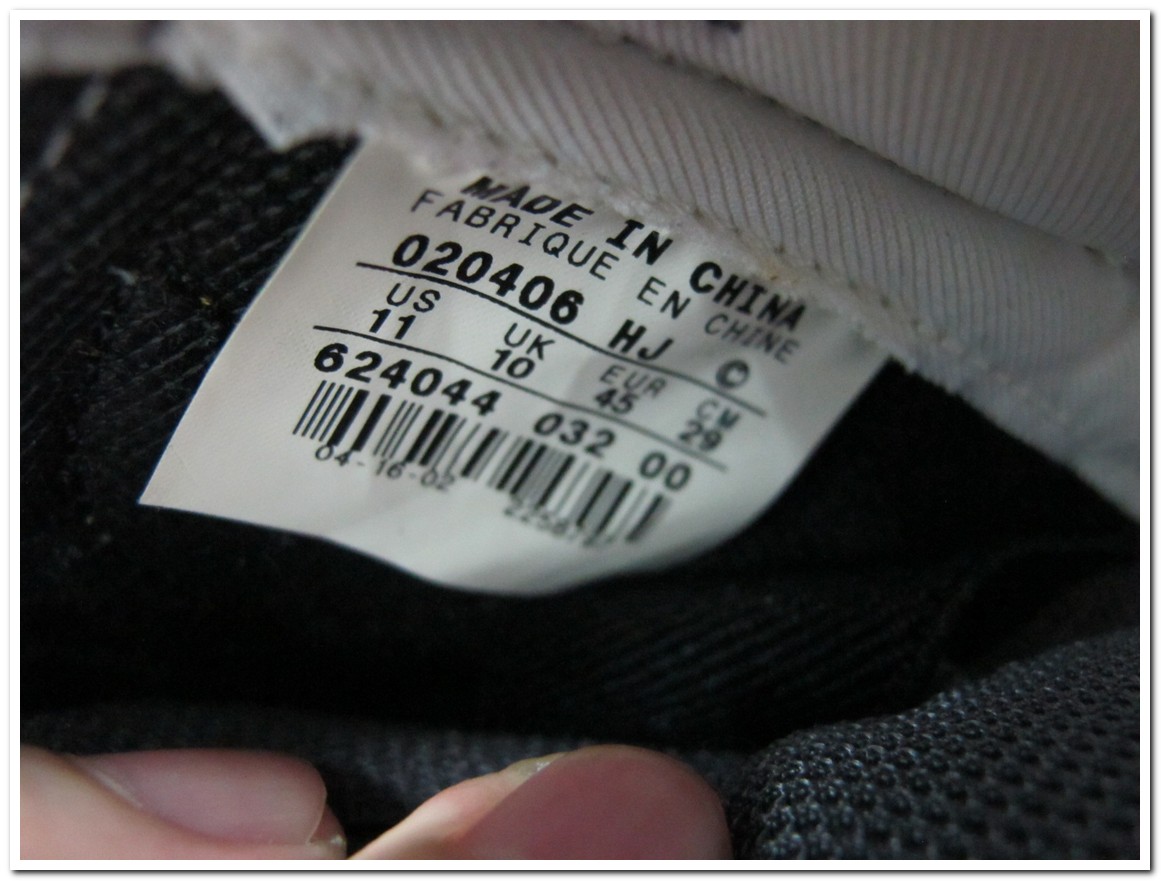 MADE IN CHINA
FABRIQUE EN CHINE
020406 HJ ©
US UK EUR CM
11 10 45 29
624044 032 00
04-16-02